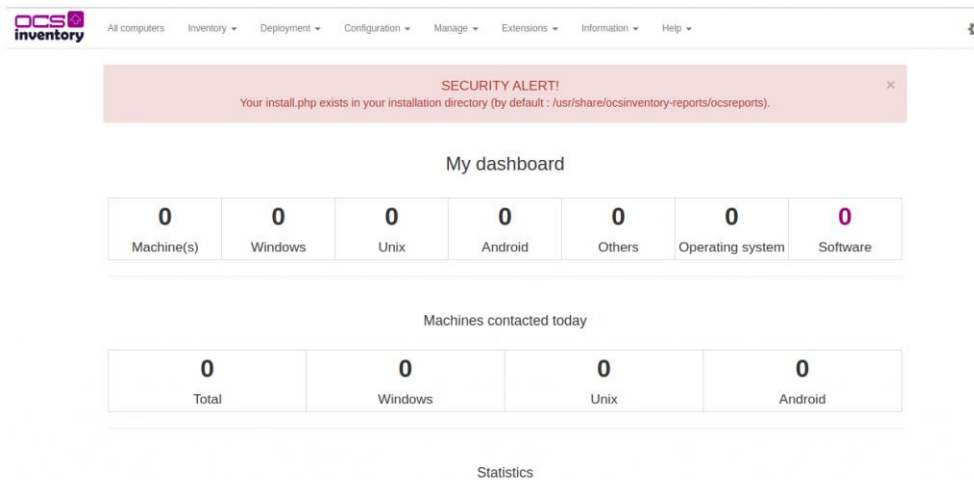 OCS
inventory
All computers Inventory Deployment Configuration Manage Extensions Information Help
SECURITY ALERT!
×
Your install.php exists in your installation directory (by default : /usr/share/ocsinventory-reports/ocsreports).
My dashboard
0 0 0 0 0 0 0
Machine(s) Windows Unix Android Others Operating system Software
Machines contacted today
0 0 0 0
Total Windows Unix Android
Statistics